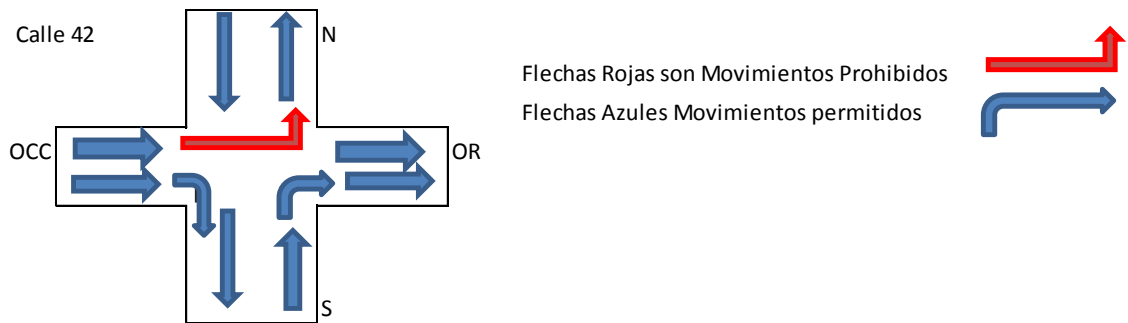 Calle 42
N
OCC
OR
S
Flechas Rojas son Movimientos Prohibidos
Flechas Azules Movimientos permitidos